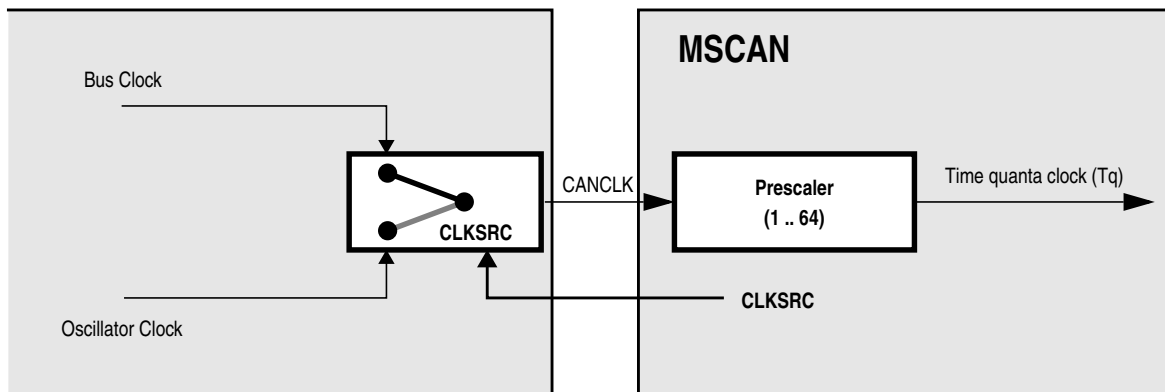 MSCAN
Bus Clock
CANCLK
Prescaler
(1 .. 64)
Time quanta clock (Tq)
CLKSRC
CLKSRC
Oscillator Clock